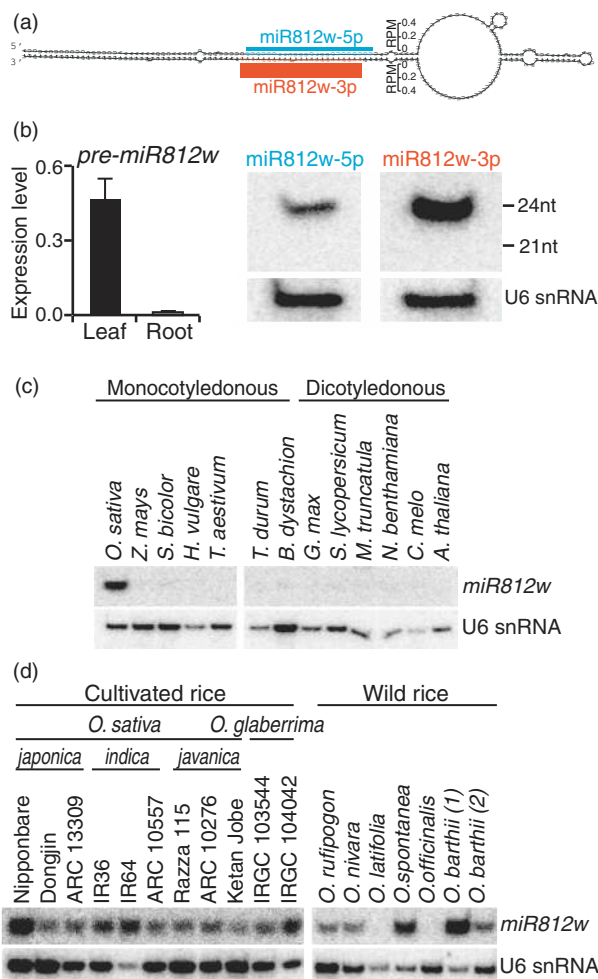 (a)
miR812w-5p
5'
3'
miR812w-3p
RPM
0.4
0.2
0
RPM
0
0.2
0.4
(b)
pre-miR812w
Expression level
0.6
0.3
0.0
Leaf Root
miR812w-5p miR812w-3p
24nt
21nt
U6 snRNA
(c)
Monocotyledonous Dicotyledonous
O. sativa
Z. mays
S. bicolor
H. vulgare
T. aestivum
T. durum
B. dystachion
G. max
S. lycopersicum
M. truncatula
N. benthamiana
C. melo
A. thaliana
miR812w
U6 snRNA
(d)
Cultivated rice Wild rice
O. sativa O. glaberrima
japonica indica javanica
Nipponbare
Dongjin
ARC 13309
IR36
IR64
ARC 10557
Razza 115
ARC 10276
Ketan Jobe
IRGC 103544
IRGC 104042
O. rufipogon
O. nivara
O. latifolia
O.spontanea
O.officinalis
O. barthii (1)
O. barthii (2)
miR812w
U6 snRNA